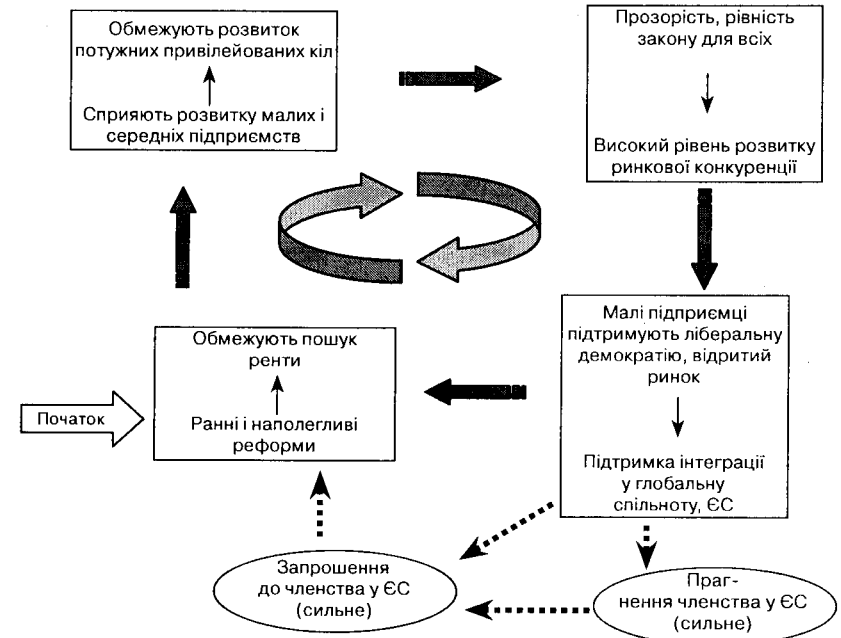 Обмежують розвиток
потужних привілейованих кіл
Сприяють розвитку малих і
середніх підприємств
Прозорість, рівність
закону для всіх
Високий рівень розвитку
ринкової конкуренції
Малі підприємці
підтримують ліберальну
демократію, відритий
ринок
Підтримка інтеграції
у глобальну
спільноту, ЄС
Обмежують пошук
ренти
Ранні і наполегливі
реформи
Початок
Запрошення
до членства у ЄС
(сильне)
Праг-
нення членства у ЄС
(сильне)